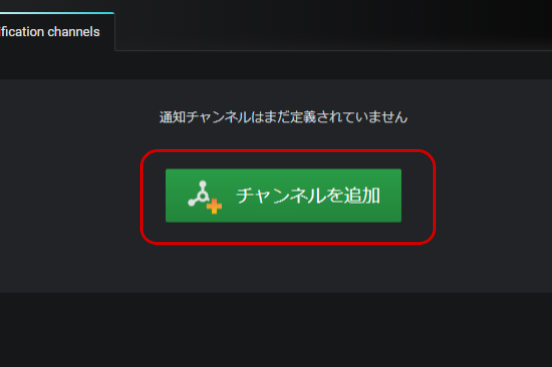 ification channels
通知チャンネルはまだ定義されていません
チャンネルを追加